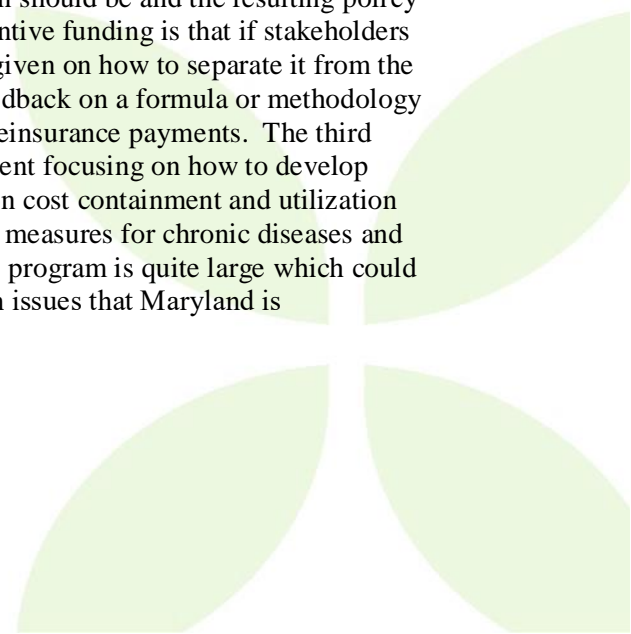 n should be and the resulting policy
ntive funding is that if stakeholders
given on how to separate it from the
dback on a formula or methodology
einsurance payments. The third
ent focusing on how to develop
n cost containment and utilization
measures for chronic diseases and
program is quite large which could
n issues that Maryland is